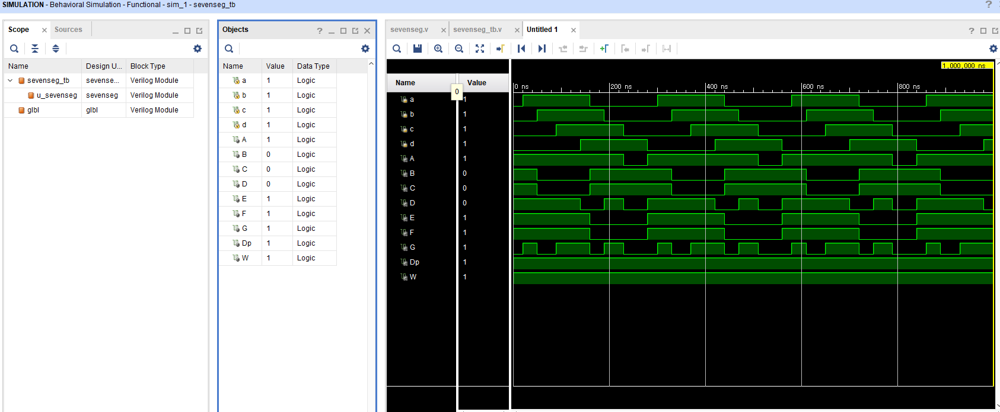 SIMULATION - Behavioral Simulation - Functional - sim_1 - sevenseg_tb
?
Scope
Sources
Name
Design U...
Block Type
sevenseg_tb
sevense...
Verilog Module
u_sevenseg
sevenseg
Verilog Module
glbl
glbl
Verilog Module
Objects
?
Name
Value
Data Type
a 1 Logic
b 1 Logic
c 1 Logic
d 1 Logic
A 1 Logic
B 0 Logic
C 0 Logic
D 0 Logic
E 1 Logic
F 1 Logic
G 1 Logic
Dp 1 Logic
W 1 Logic
sevenseg.v
sevenseg_tb.v
Untitled 1
?
1,000,000 ns
Name
Value
0
0 ns
200 ns
400 ns
600 ns
800 ns
a 1
b 1
c 1
d 1
A 1
B 0
C 0
D 0
E 1
F 1
G 1
Dp 1
W 1